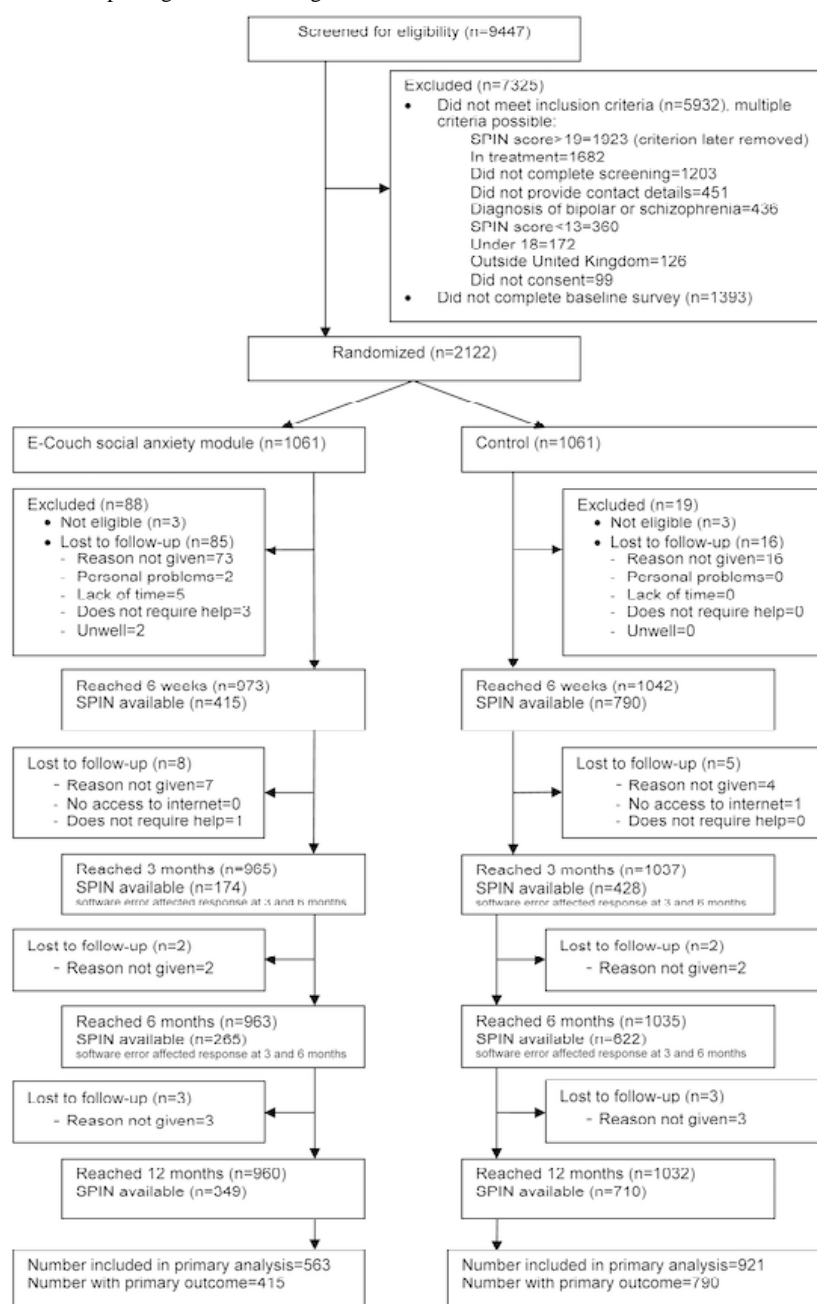 Screened for eligibility (n=9447)
Excluded (n=7325)
• Did not meet inclusion criteria (n=5932), multiple
criteria possible:
SPIN score>19=1923 (criterion later removed)
In treatment=1682
Did not complete screening=1203
Did not provide contact details=451
Diagnosis of bipolar or schizophrenia=436
SPIN score<13=360
Under 18=172
Outside United Kingdom=126
Did not consent=99
• Did not complete baseline survey (n=1393)
Randomized (n=2122)
E-Couch social anxiety module (n=1061)
Excluded (n=88)
• Not eligible (n=3)
• Lost to follow-up (n=85)
- Reason not given=73
- Personal problems=2
- Lack of time=5
- Does not require help=3
- Unwell=2
Reached 6 weeks (n=973)
SPIN available (n=415)
Lost to follow-up (n=8)
- Reason not given=7
- No access to internet=0
- Does not require help=1
Reached 3 months (n=965)
SPIN available (n=174)
software error affected response at 3 and 6 months
Lost to follow-up (n=2)
- Reason not given=2
Reached 6 months (n=963)
SPIN available (n=265)
software error affected response at 3 and 6 months
Lost to follow-up (n=3)
- Reason not given=3
Reached 12 months (n=960)
SPIN available (n=349)
Number included in primary analysis=563
Number with primary outcome=415
Control (n=1061)
Excluded (n=19)
• Not eligible (n=3)
• Lost to follow-up (n=16)
- Reason not given=16
- Personal problems=0
- Lack of time=0
- Does not require help=0
- Unwell=0
Reached 6 weeks (n=1042)
SPIN available (n=790)
Lost to follow-up (n=5)
- Reason not given=4
- No access to internet=1
- Does not require help=0
Reached 3 months (n=1037)
SPIN available (n=428)
software error affected response at 3 and 6 months
Lost to follow-up (n=2)
- Reason not given=2
Reached 6 months (n=1035)
SPIN available (n=622)
software error affected response at 3 and 6 months
Lost to follow-up (n=3)
- Reason not given=3
Reached 12 months (n=1032)
SPIN available (n=710)
Number included in primary analysis=921
Number with primary outcome=790